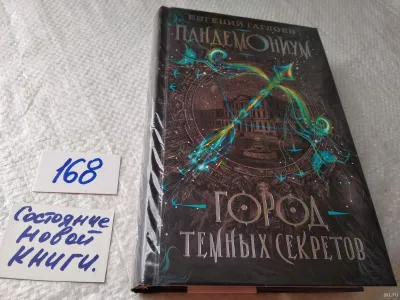 ЕВГЕНИЙ ГАГЛОЕВ
ПАНДЕМОНИУМ
ГОРОД
ТЕМНЫХ СЕКРЕТОВ
168
Состояние
Новой
Книги.